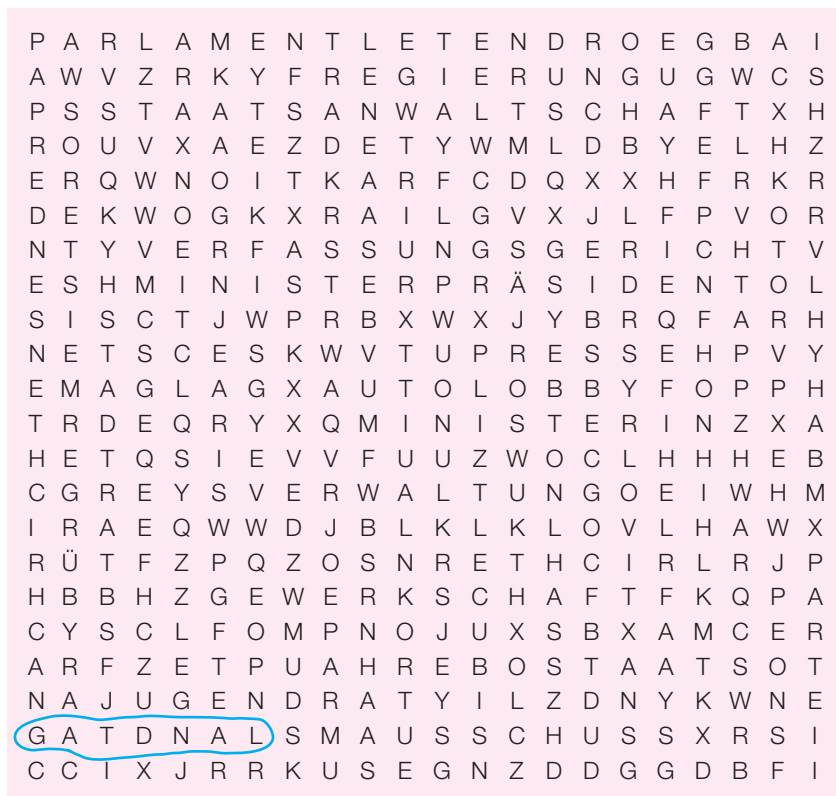 P A R L A M E N T L E T E N D R O E G B A I
A W V Z R K Y F R E G I E R U N G U G W C S
P S S T A A T S A N W A L T S C H A F T X H
R O U V X A E Z D E T Y W M L D B Y E L H Z
E R Q W N O I T K A R F C D Q X X H F R K R
D E K W O G K X R A I L G V X J L F P V O R
N T Y V E R F A S S U N G S G E R I C H T V
E S H M I N I S T E R P R Ä S I D E N T O L
S I S C T J W P R B X W X J Y B R Q F A R H
N E T S C E S K W V T U P R E S S E H P V Y
E M A G L A G X A U T O L O B B Y F O P P H
T R D E Q R Y X Q M I N I S T E R I N Z X A
H E T Q S I E V V F U U Z W O C L H H H E B
C G R E Y S V E R W A L T U N G O E I W H M
I R A E Q W W D J B L K L K L O V L H A W X
R Ü T F Z P Q Z O S N R E T H C I R L R J P
H B B H Z G E W E R K S C H A F T F K Q P A
C Y S C L F O M P N O J U X S B X A M C E R
A R F Z E T P U A H R E B O S T A A T S O T
N A J U G E N D R A T Y I L Z D N Y K W N E
G A T D N A L S M A U S S C H U S S X R S I
C C I X J R R K U S E G N Z D D G G D B F I